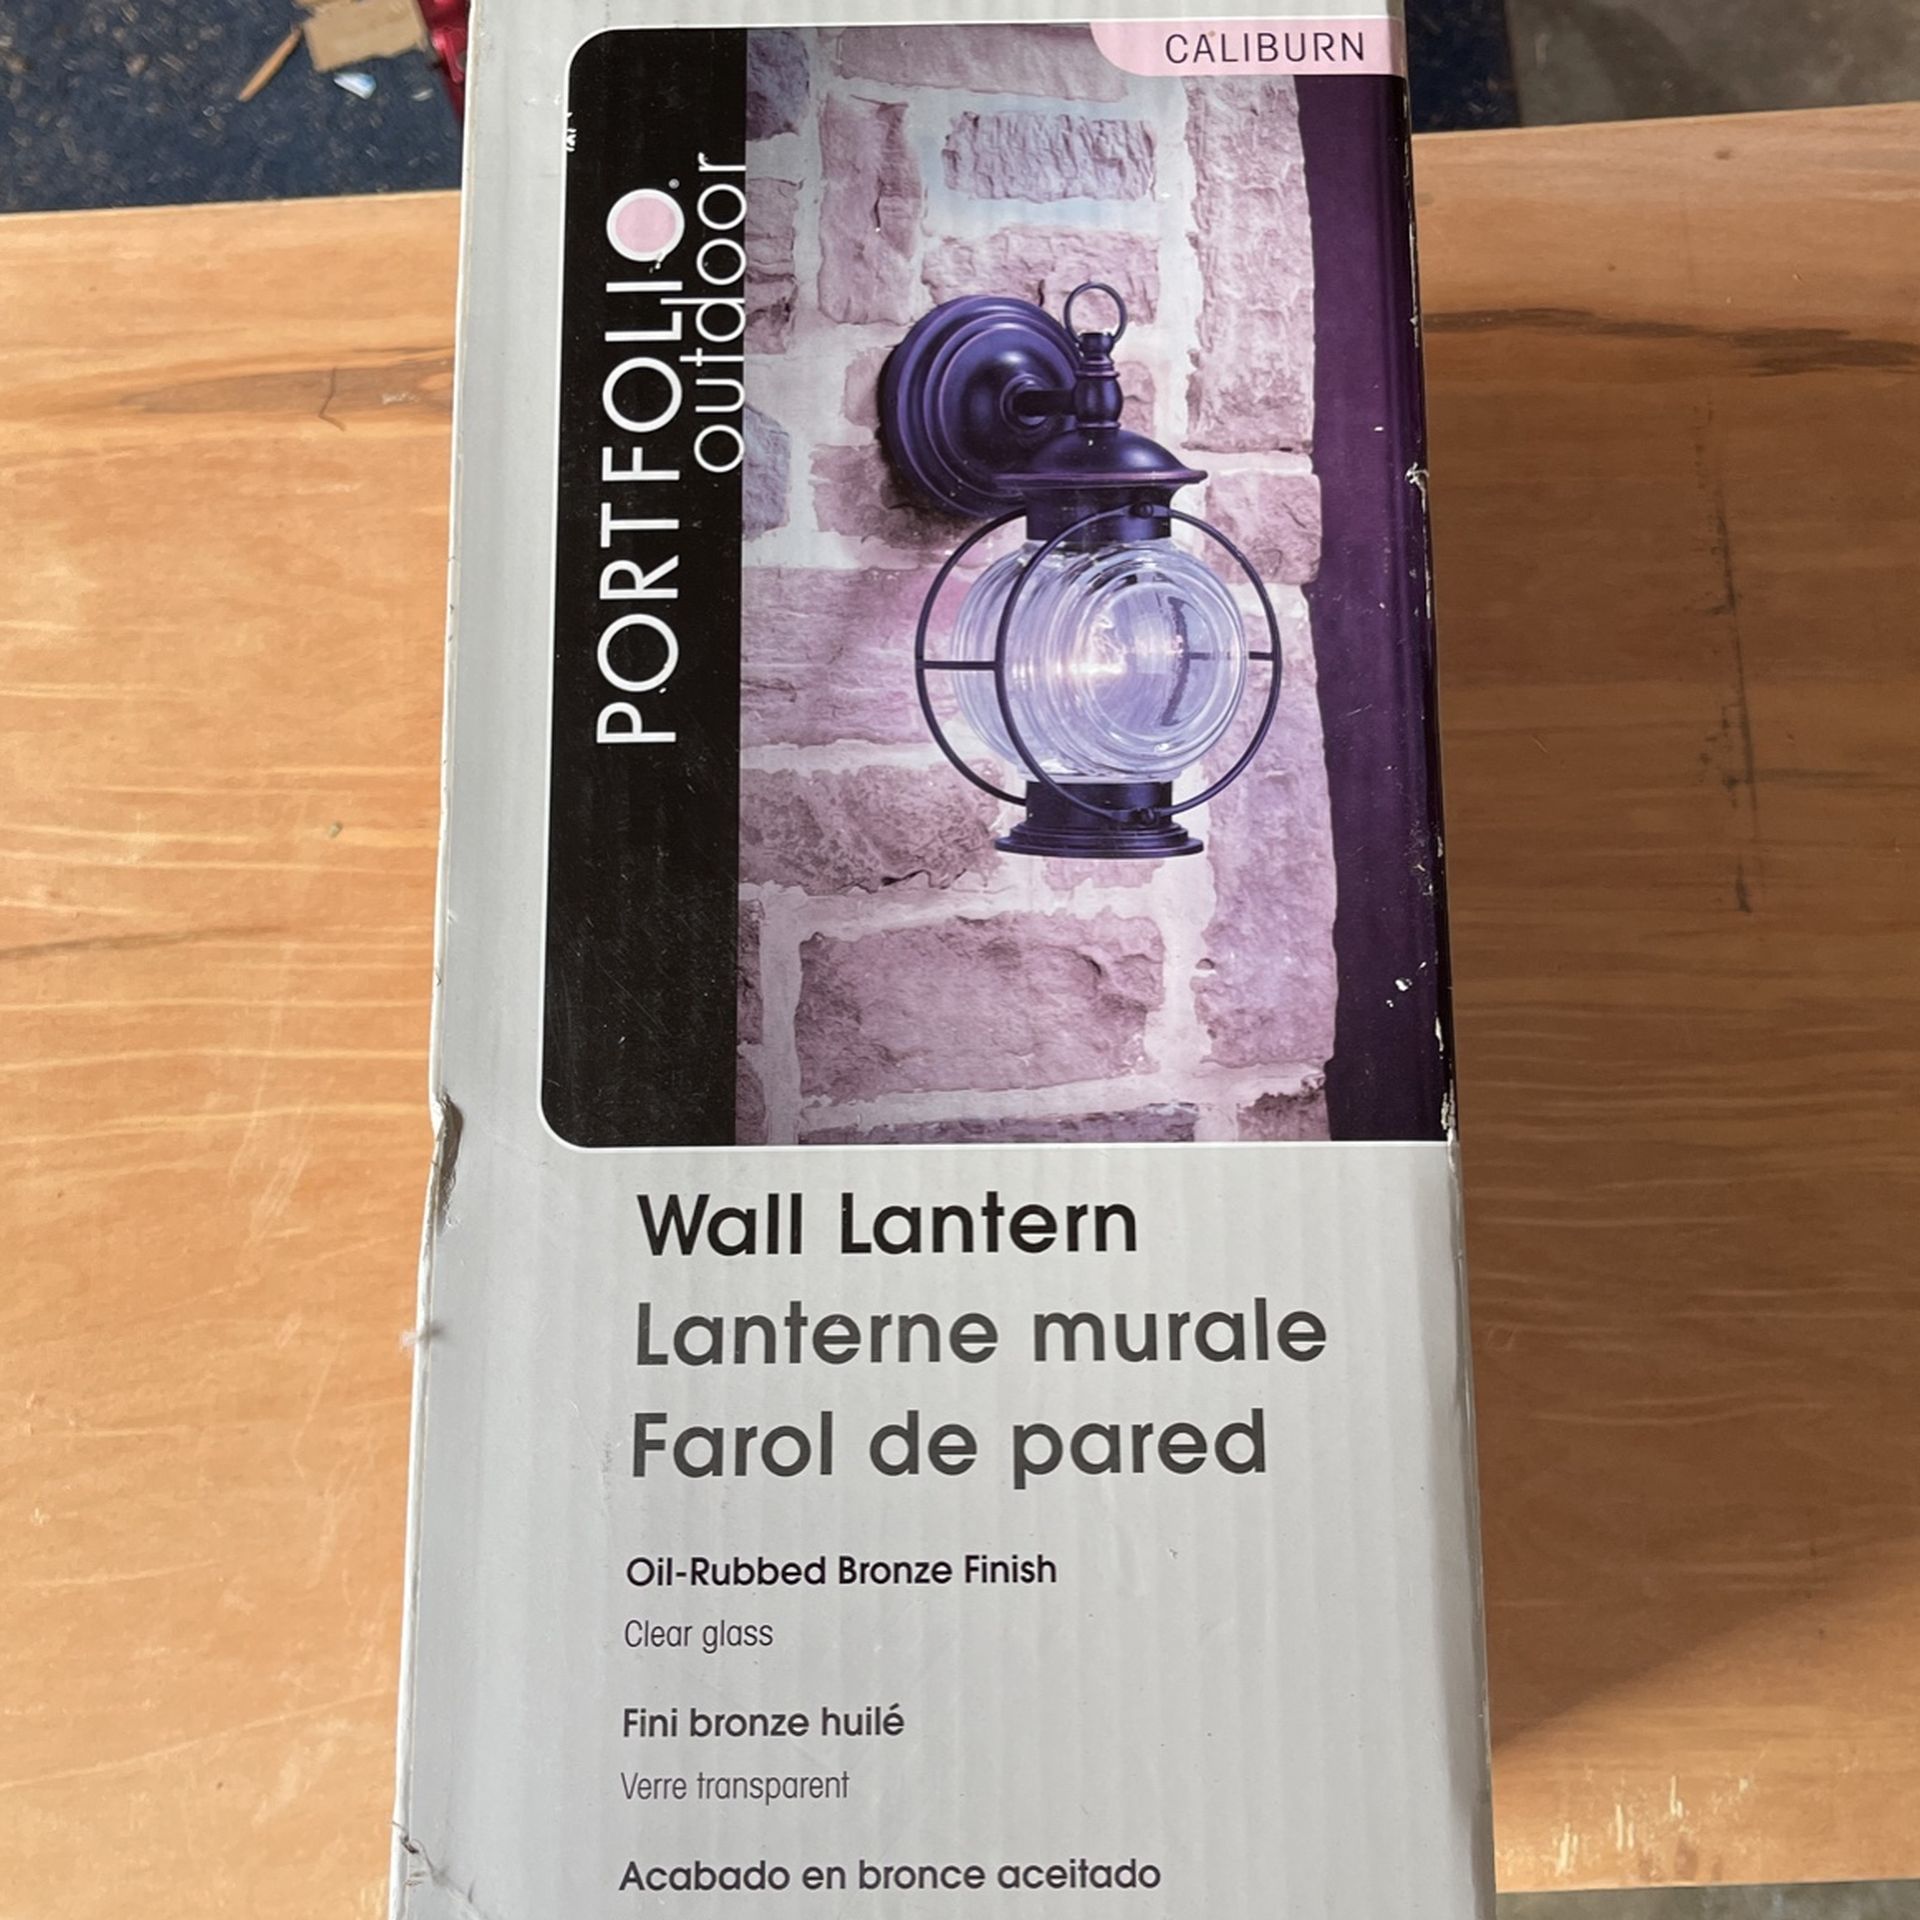 CALIBURN
PORTFOLIO®
outdoor
Wall Lantern
Lanterne murale
Farol de pared
Oil-Rubbed Bronze Finish
Clear glass
Fini bronze huilé
Verre transparent
Acabado en bronce aceitado